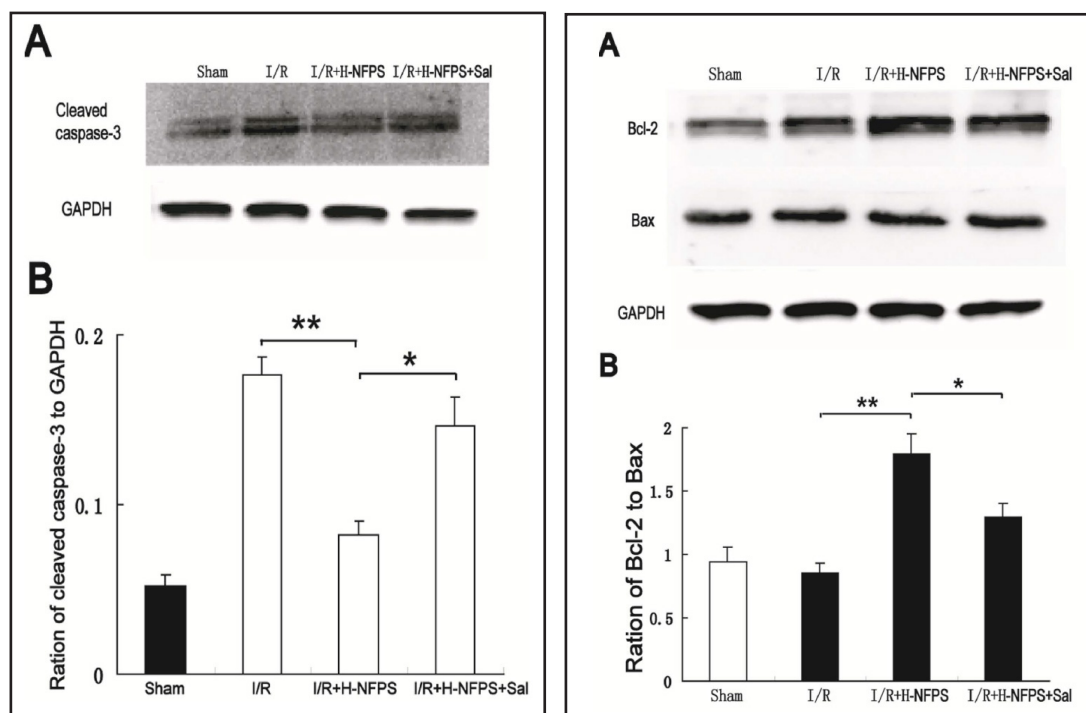 A
Sham I/R I/R+H-NFPS I/R+H-NFPS+Sal
Cleaved
caspase-3
GAPDH
B
Ration of cleaved caspase-3 to GAPDH
0.2
0.1
0
**
*
Sham I/R I/R+H-NFPS I/R+H-NFPS+Sal
A
Sham I/R I/R+H-NFPS I/R+H-NFPS+Sal
Bcl-2
Bax
GAPDH
B
Ration of Bcl-2 to Bax
2
1.5
1
0.5
0
**
*
Sham I/R I/R+H-NFPS I/R+H-NFPS+Sal